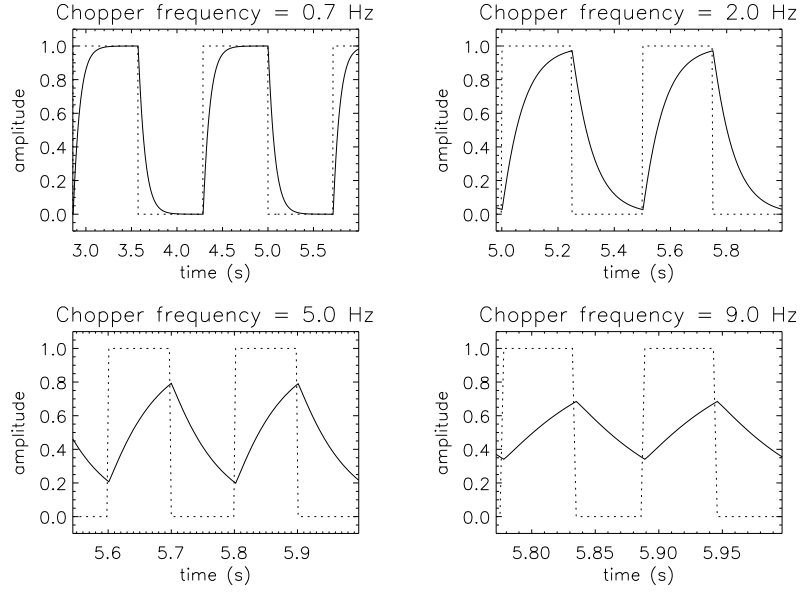 Chopper frequency = 0.7 Hz
amplitude
1.0
0.8
0.6
0.4
0.2
0.0
3.0 3.5 4.0 4.5 5.0 5.5
time (s)
Chopper frequency = 2.0 Hz
amplitude
1.0
0.8
0.6
0.4
0.2
0.0
5.0 5.2 5.4 5.6 5.8
time (s)
Chopper frequency = 5.0 Hz
amplitude
1.0
0.8
0.6
0.4
0.2
0.0
5.6 5.7 5.8 5.9
time (s)
Chopper frequency = 9.0 Hz
amplitude
1.0
0.8
0.6
0.4
0.2
0.0
5.80 5.85 5.90 5.95
time (s)